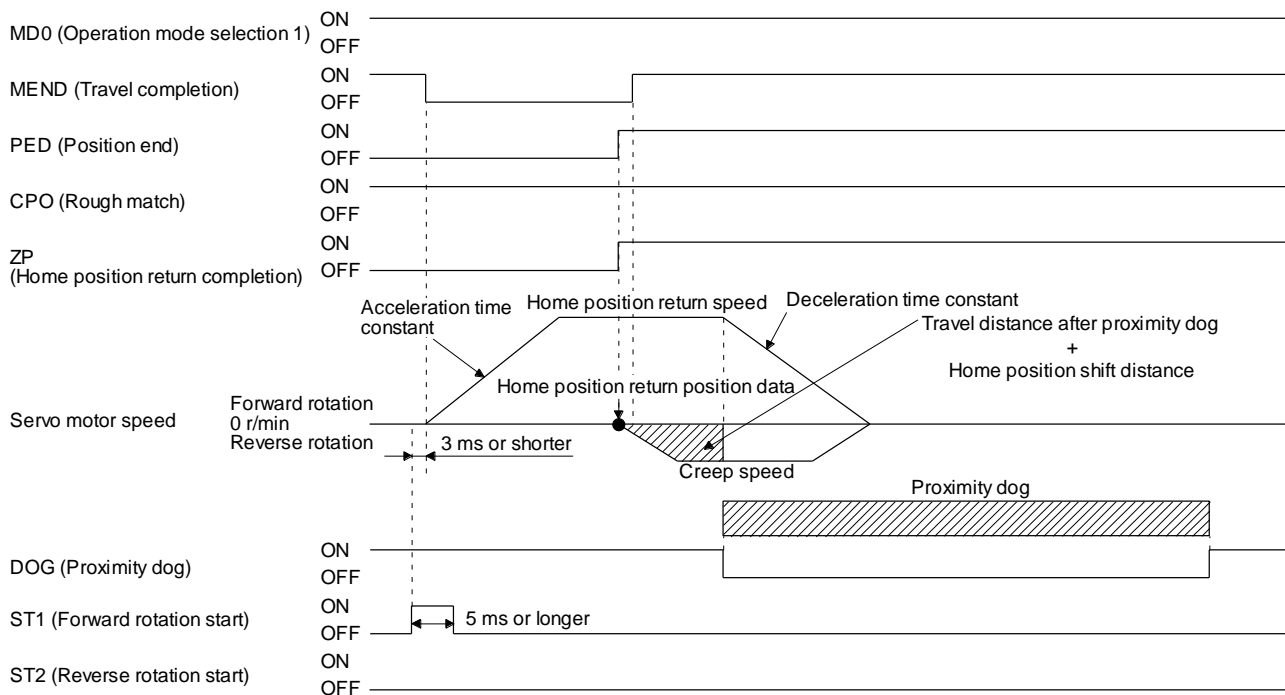 MD0 (Operation mode selection 1)
ON
OFF
MEND (Travel completion)
ON
OFF
PED (Position end)
ON
OFF
CPO (Rough match)
ON
OFF
ZP
(Home position return completion)
ON
OFF
Acceleration time
constant
Home position return speed
Deceleration time constant
Travel distance after proximity dog
+
Home position shift distance
Home position return position data
Servo motor speed
Forward rotation
0 r/min
Reverse rotation
3 ms or shorter
Creep speed
Proximity dog
DOG (Proximity dog)
ON
OFF
ST1 (Forward rotation start)
ON
OFF
5 ms or longer
ST2 (Reverse rotation start)
ON
OFF